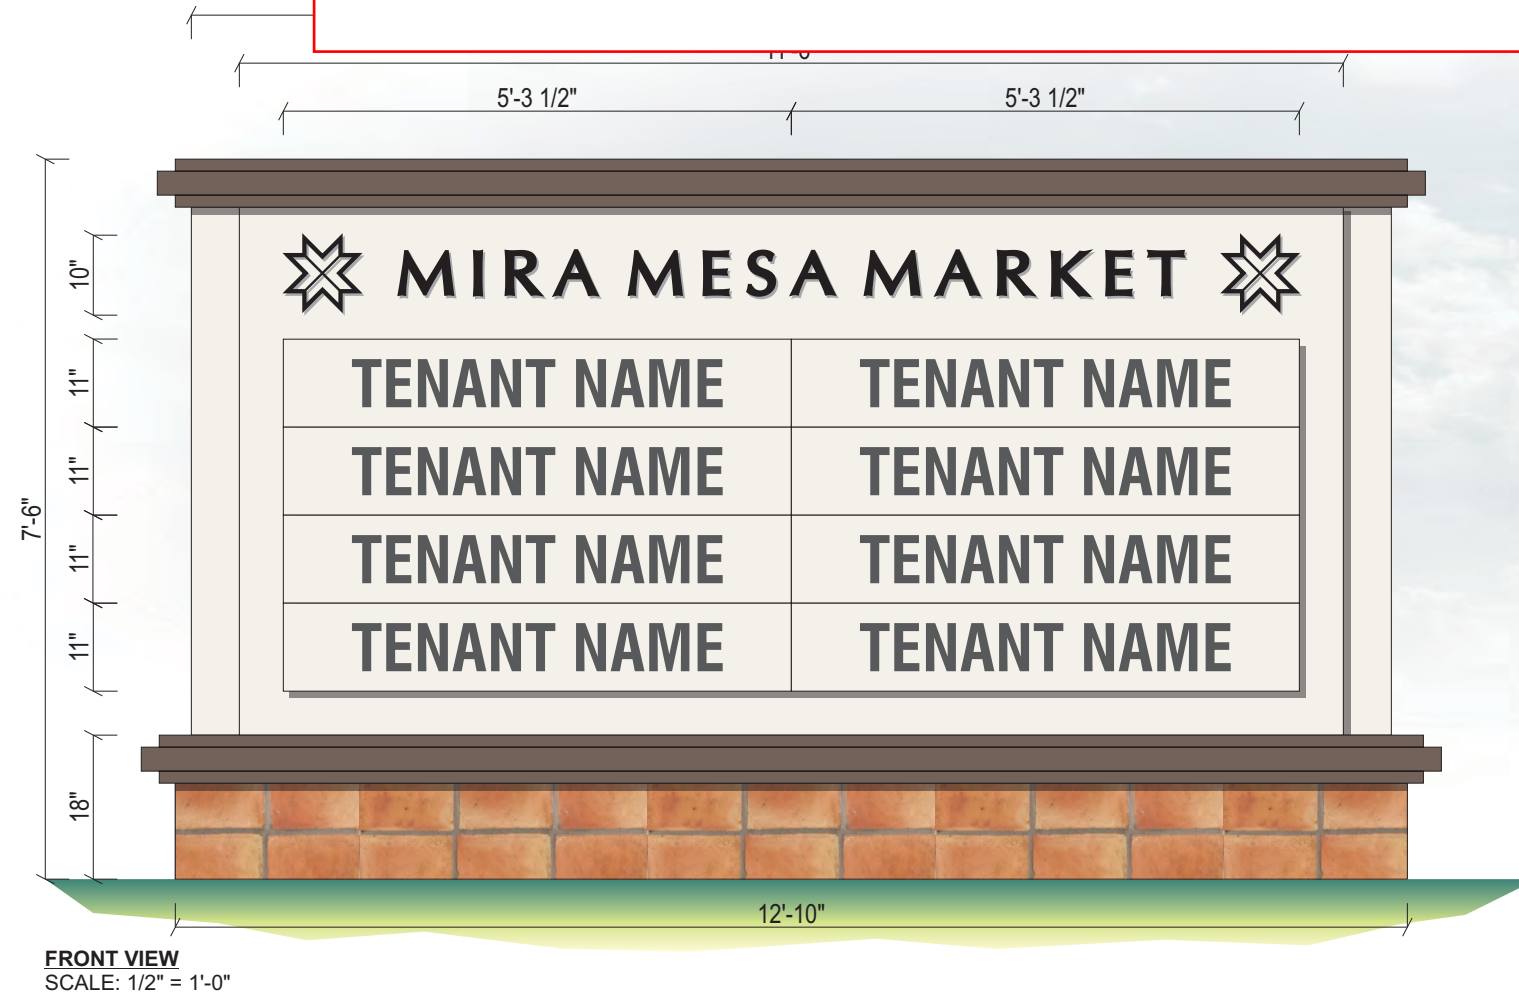 5'-3 1/2" 5'-3 1/2"
10"
MIRA MESA MARKET
11"
TENANT NAME TENANT NAME
11"
TENANT NAME TENANT NAME
7'-6"
11"
TENANT NAME TENANT NAME
11"
TENANT NAME TENANT NAME
18"
12'-10"
FRONT VIEW
SCALE: 1/2" = 1'-0"